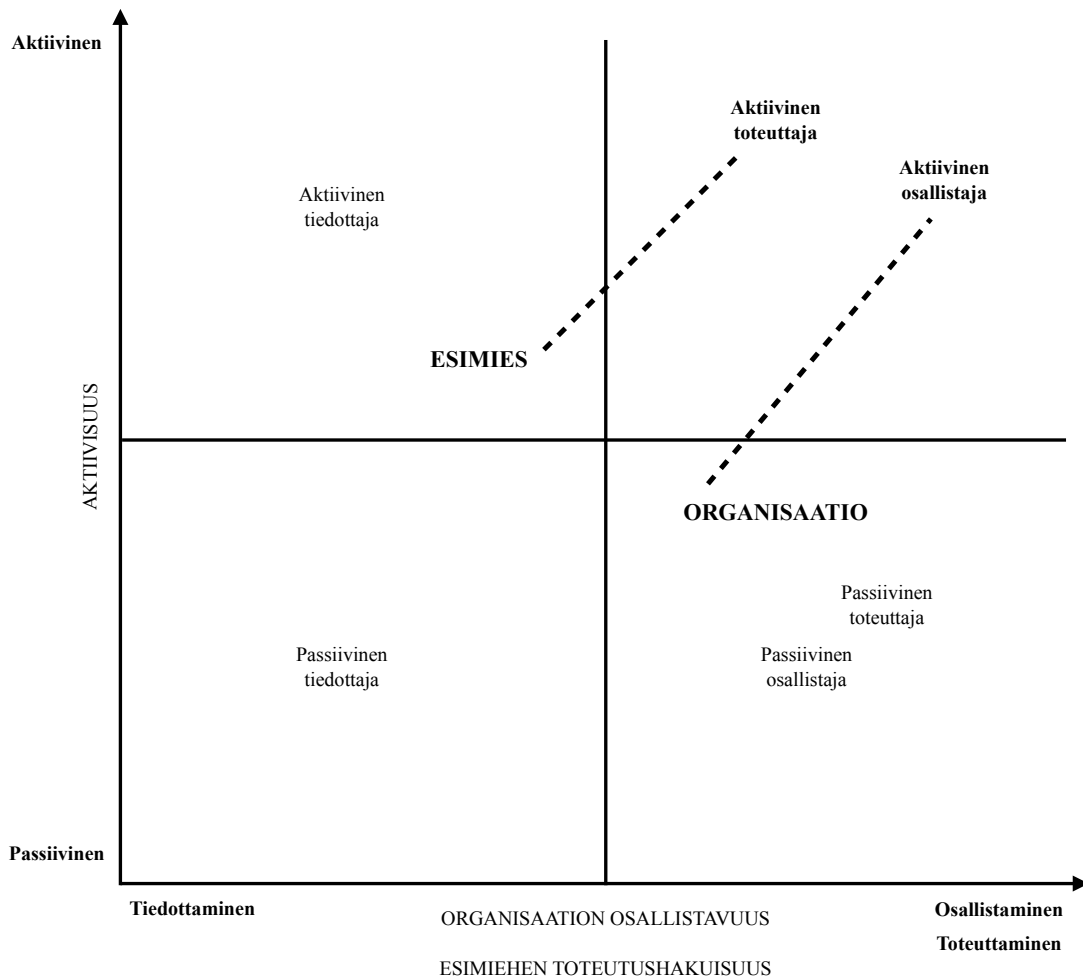 Aktiivinen
Aktiivinen
toteuttaja
Aktiivinen
osallistaja
Aktiivinen
tiedottaja
ESIMIES
AKTIIVISUUS
ORGANISAATIO
Passiivinen
toteuttaja
Passiivinen
tiedottaja
Passiivinen
osallistaja
Passiivinen
Tiedottaminen
ORGANISAATION OSALLISTAVUUS
Osallistaminen
Toteuttaminen
ESIMIEHEN TOTEUTUSHAKUISUUS